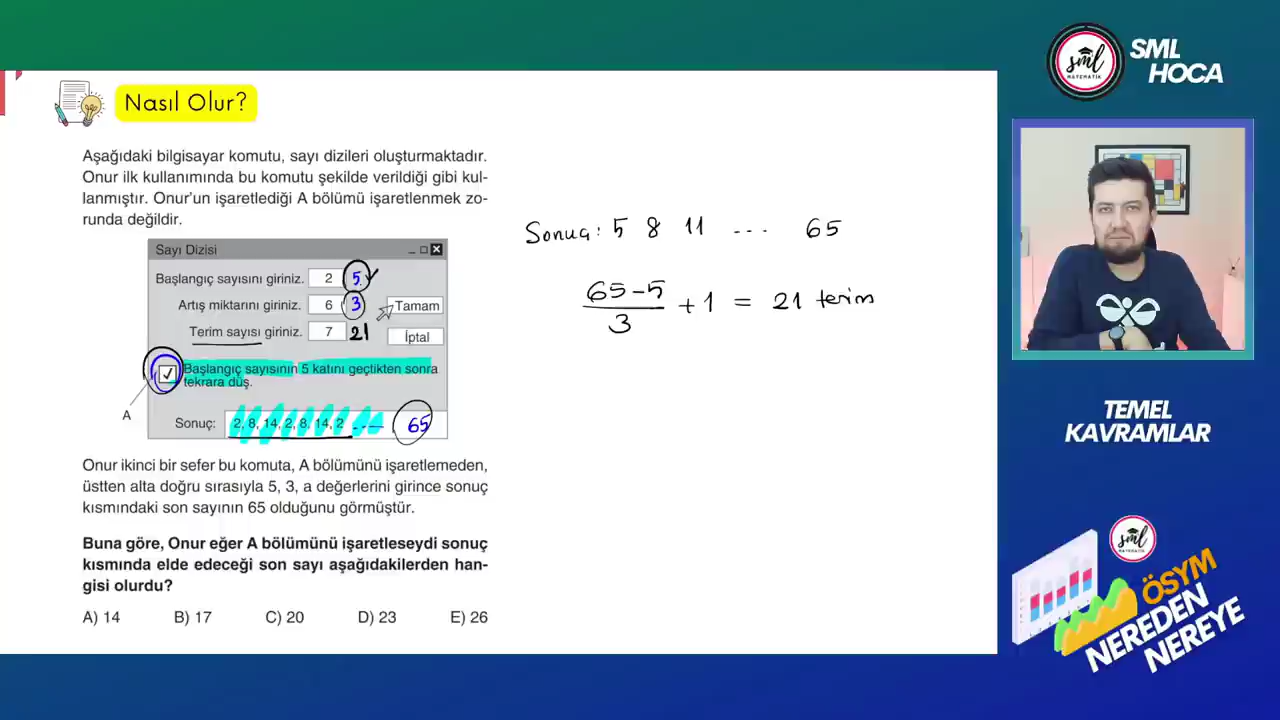 Nasıl Olur?
Aşağıdaki bilgisayar komutu, sayı dizileri oluşturmaktadır.
Onur ilk kullanımında bu komutu şekilde verildiği gibi kul-
lanmıştır. Onur'un işaretlediği A bölümü işaretlenmek zo-
runda değildir.
Sayı Dizisi
Başlangıç sayısını giriniz. 2 5
Artış miktarını giriniz. 6 3 Tamam
Terim sayısı giriniz. 7 21 İptal
Başlangıç sayısının 5 katını geçtikten sonra
tekrara düş.
A
Sonuç: 2, 8, 14, 2, 8, 14, 2 ...... 65
Onur ikinci bir sefer bu komuta, A bölümünü işaretlemeden,
üstten alta doğru sırasıyla 5, 3, a değerlerini girince sonuç
kısmındaki son sayının 65 olduğunu görmüştür.
Buna göre, Onur eğer A bölümünü işaretleseydi sonuç
kısmında elde edeceği son sayı aşağıdakilerden han-
gisi olurdu?
A) 14 B) 17 C) 20 D) 23 E) 26
Sonuç: 5 8 11 ... 65
65-5
3
+ 1 = 21 terim
sml
MATEMATİK
SML
HOCA
TEMEL
KAVRAMLAR
sml
MATEMATİK
ÖSYM
NEREDEN
NEREYE